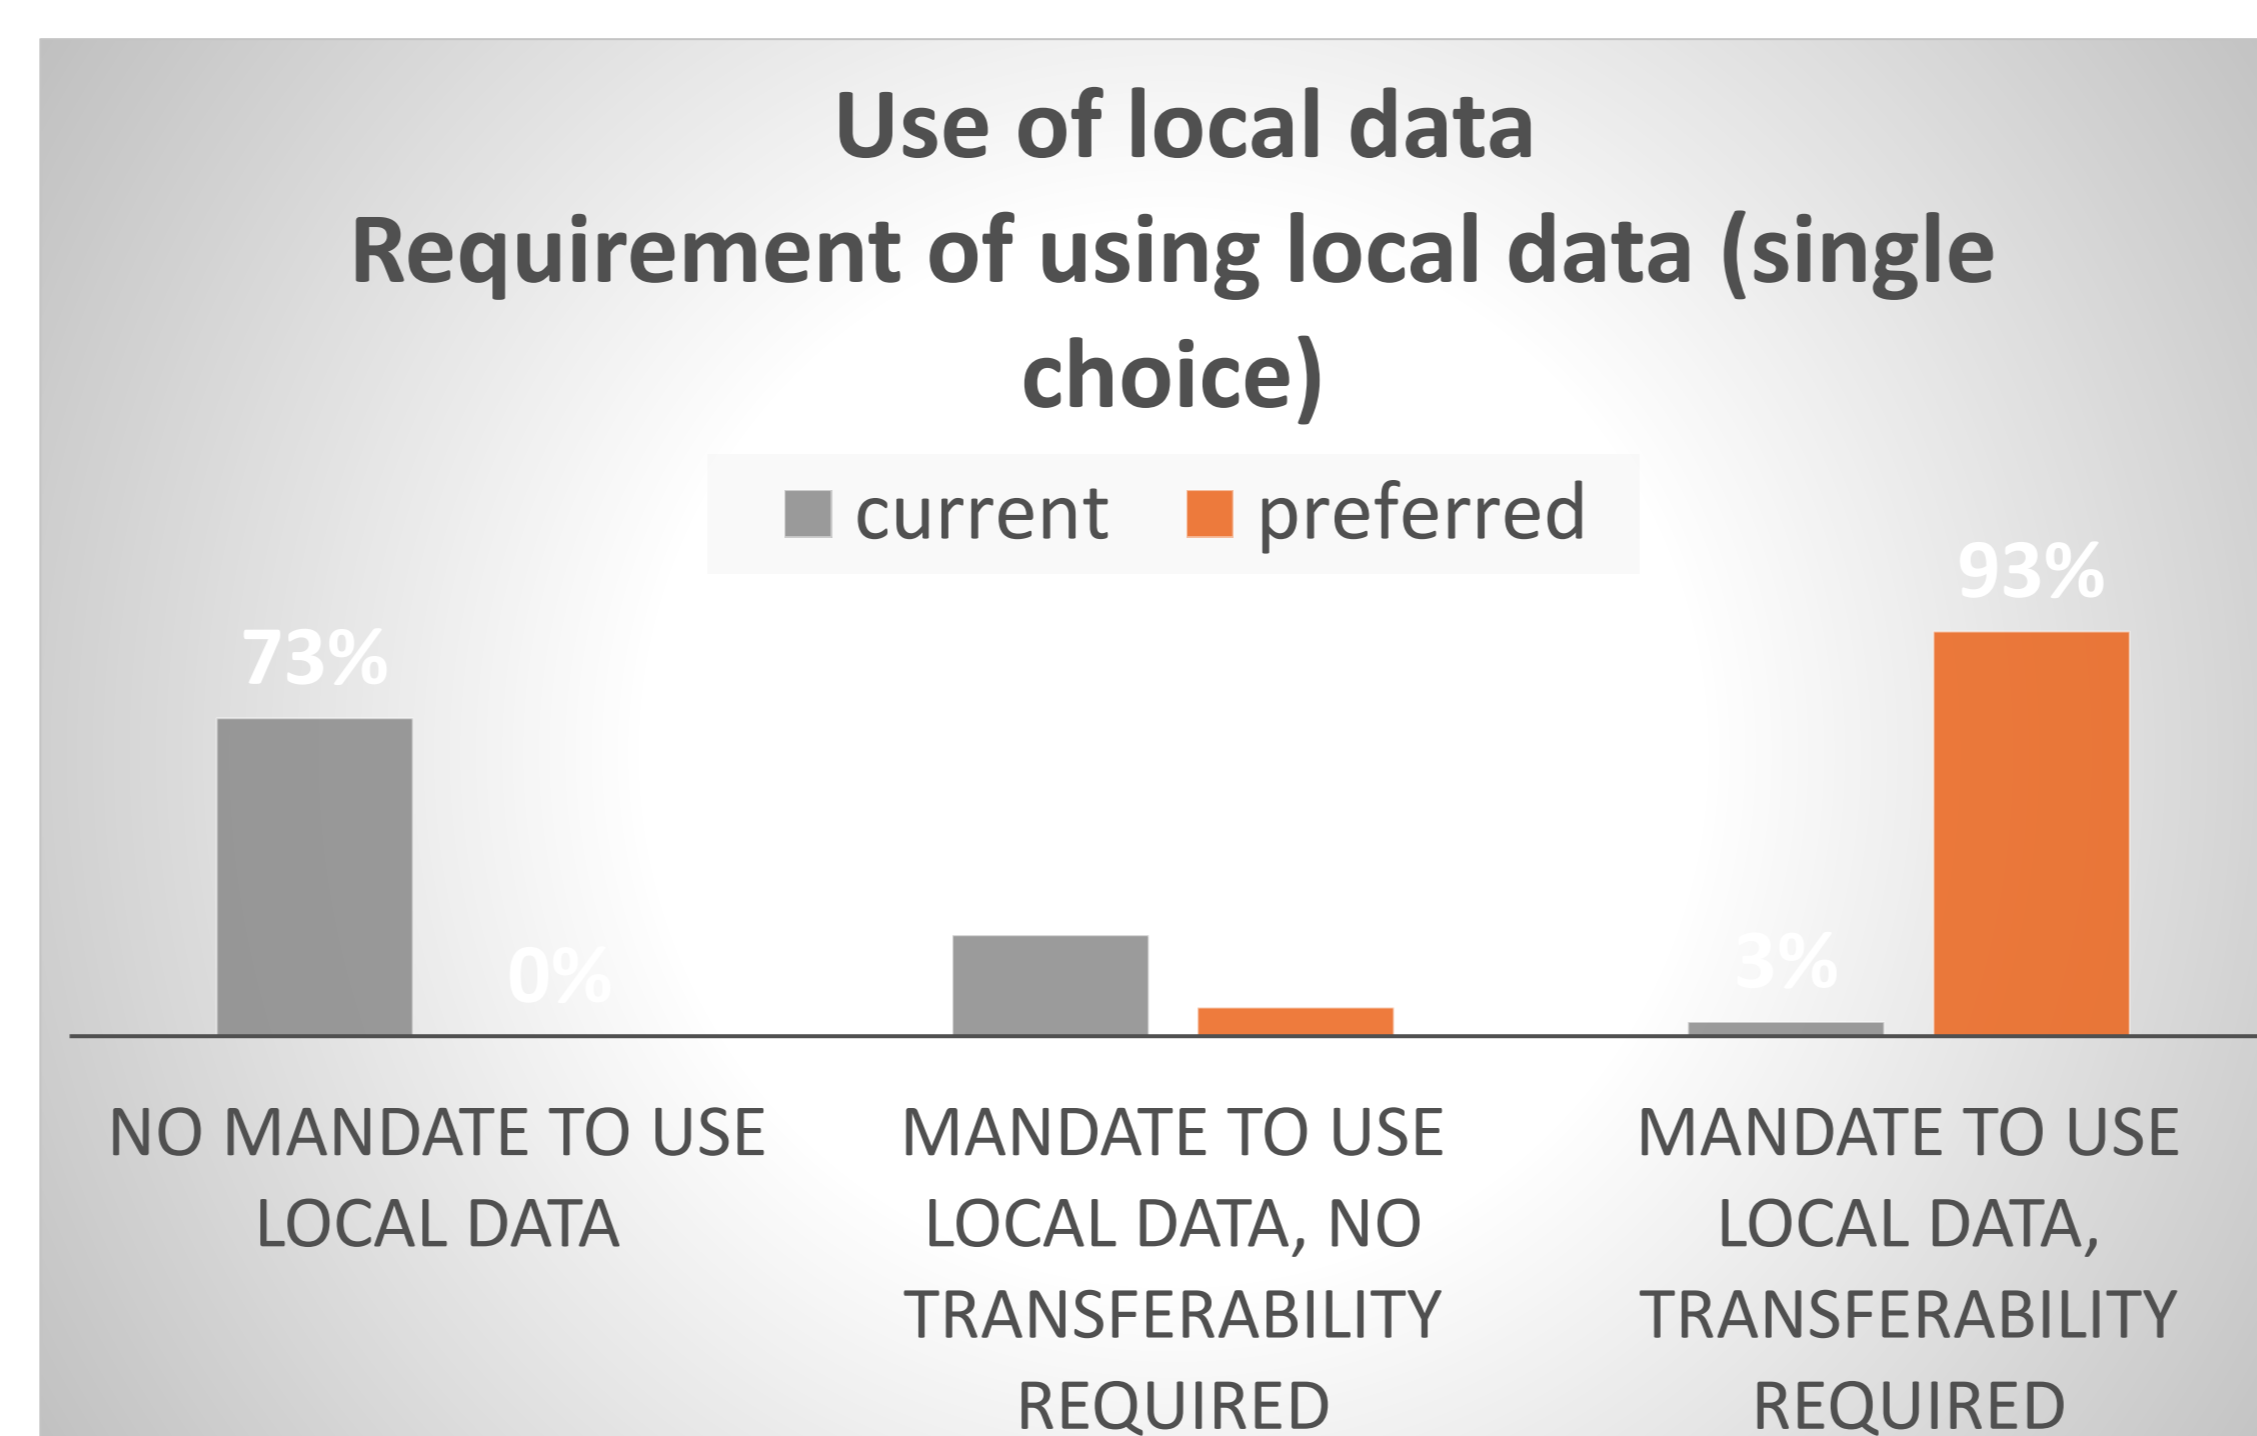 Use of local data
Requirement of using local data (single
choice)
current preferred
93%
73%
3%
0%
NO MANDATE TO USE
LOCAL DATA
MANDATE TO USE
LOCAL DATA, NO
TRANSFERABILITY
REQUIRED
MANDATE TO USE
LOCAL DATA,
TRANSFERABILITY
REQUIRED